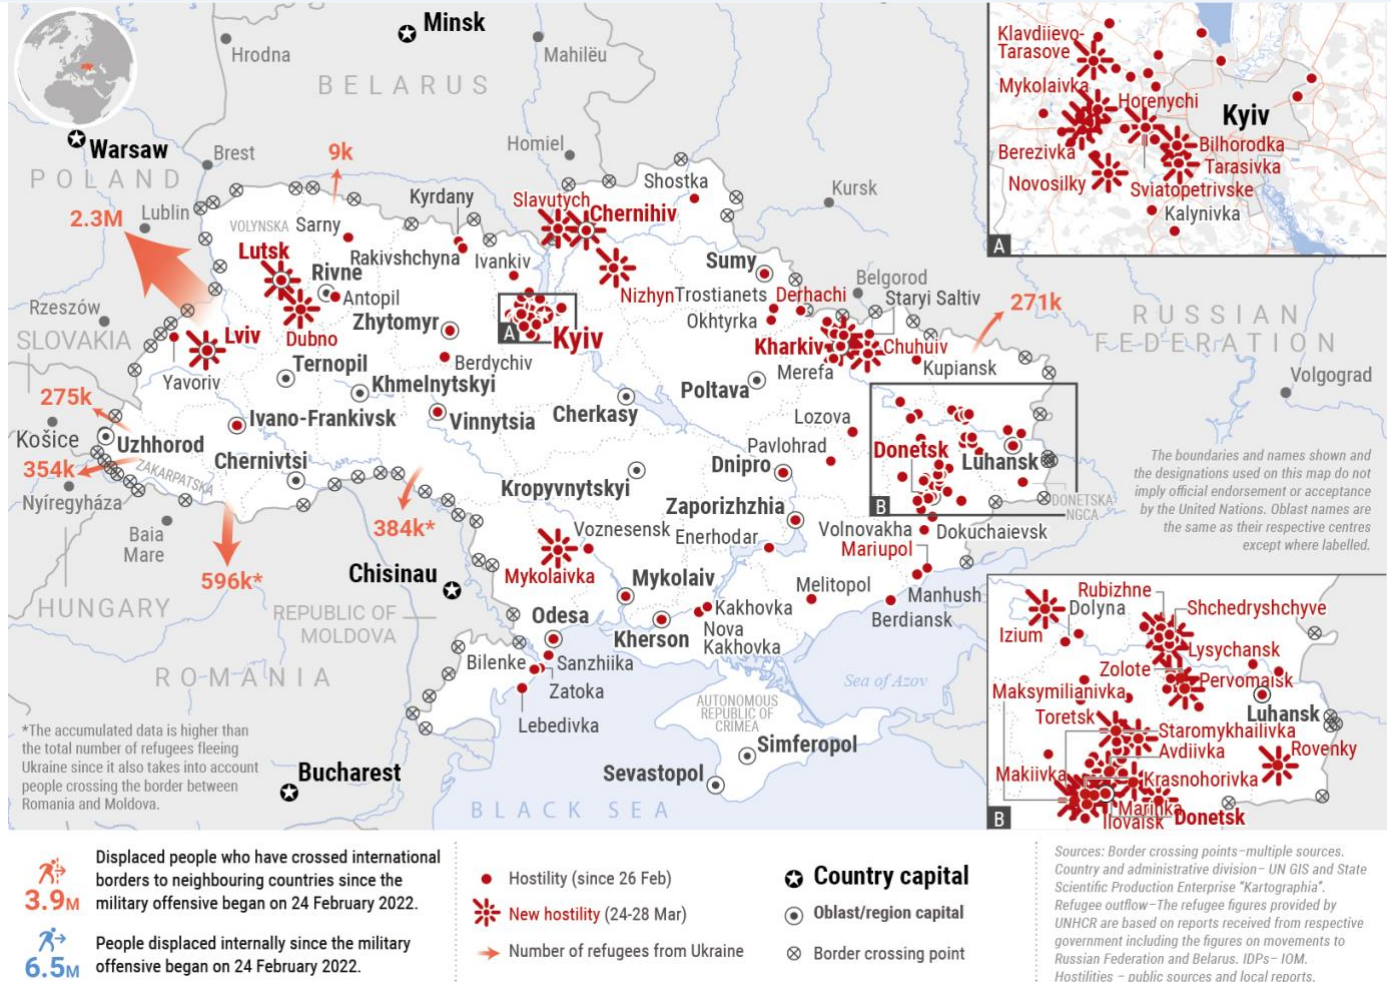 Minsk
Hrodna
Mahilëu
BELARUS
Warsaw
Brest
POLAND
9k
Homiel
Lublin
2.3M
Kyrdany
Shostka
Kursk
VOLYNSKA
Sarny
Slavutych
Chernihiv
Lutsk
Rivne
Rakivshchyna
Ivankiv
Sumy
Belgorod
Antopil
Nizhyn
Trostianets
Derhachi
Staryi Saltiv
271k
Rzeszów
SLOVAKIA
Lviv
Dubno
Zhytomyr
A
Kyiv
Okhtyrka
Kharkiv
Chuhuiv
RUSSIAN
FEDERATION
Yavoriv
Ternopil
Berdychiv
Merefa
Kupiansk
Volgograd
Khmelnytskyi
Poltava
275k
Košice
Uzhhorod
Ivano-Frankivsk
Vinnytsia
Cherkasy
Lozova
Pavlohrad
Donetsk
Luhansk
354k
ZAKARPATSKA
Chernivtsi
Dnipro
Nyíregyháza
Kropyvnytskyi
B
DONETSKA
NGCA
Baia
Mare
384k*
Zaporizhzhia
Voznesensk
Enerhodar
Volnovakha
Dokuchaievsk
Mariupol
596k*
Chisinau
Mykolaivka
Mykolaiv
Melitopol
Manhush
HUNGARY
REPUBLIC OF
MOLDOVA
Odesa
Kherson
Kakhovka
Nova
Kakhovka
Berdiansk
Bilenke
Sanzhiika
Zatoka
Lebedivka
ROMANIA
Sea of Azov
AUTONOMOUS
REPUBLIC OF
CRIMEA
Simferopol
Sevastopol
Bucharest
BLACK SEA
*The accumulated data is higher than
the total number of refugees fleeing
Ukraine since it also takes into account
people crossing the border between
Romania and Moldova.
Klavdiievo-
Tarasove
Mykolaivka
Horenychi
Kyiv
Berezivka
Bilhorodka
Tarasivka
Novosilky
Sviatopetrivske
Kalynivka
A
The boundaries and names shown and
the designations used on this map do not
imply official endorsement or acceptance
by the United Nations. Oblast names are
the same as their respective centres
except where labelled.
Rubizhne
Dolyna
Shchedryshchyve
Izium
Lysychansk
Zolote
Pervomaisk
Maksymilianivka
Luhansk
Toretsk
Staromykhailivka
Avdiivka
Rovenky
Makiivka
Krasnohorivka
Marinka
Ilovaisk
Donetsk
B
3.9M
Displaced people who have crossed international
borders to neighbouring countries since the
military offensive began on 24 February 2022.
6.5M
People displaced internally since the military
offensive began on 24 February 2022.
Hostility (since 26 Feb)
New hostility (24-28 Mar)
Number of refugees from Ukraine
Country capital
Oblast/region capital
Border crossing point
Sources: Border crossing points–multiple sources.
Country and administrative division– UN GIS and State
Scientific Production Enterprise "Kartographia".
Refugee outflow–The refugee figures provided by
UNHCR are based on reports received from respective
government including the figures on movements to
Russian Federation and Belarus. IDPs– IOM.
Hostilities – public sources and local reports.